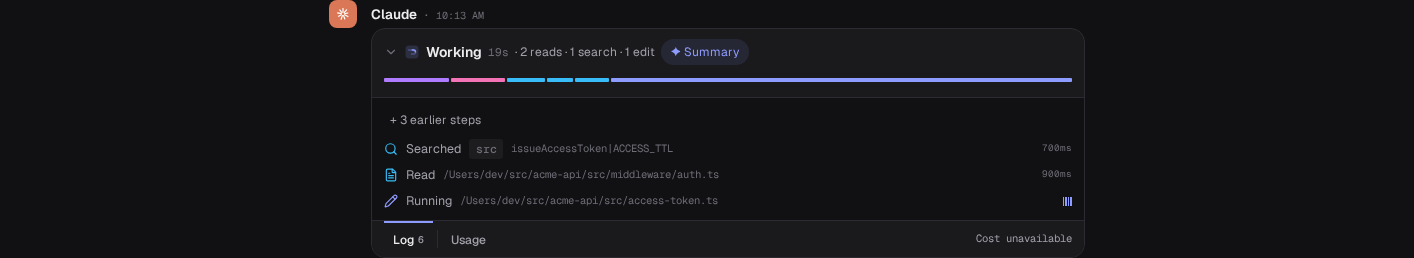 Claude · 10:13 AM
Working 19s · 2 reads · 1 search · 1 edit Summary
+ 3 earlier steps
Searched src issueAccessToken|ACCESS_TTL 700ms
Read /Users/dev/src/acme-api/src/middleware/auth.ts 900ms
Running /Users/dev/src/acme-api/src/access-token.ts
Log 6 Usage Cost unavailable